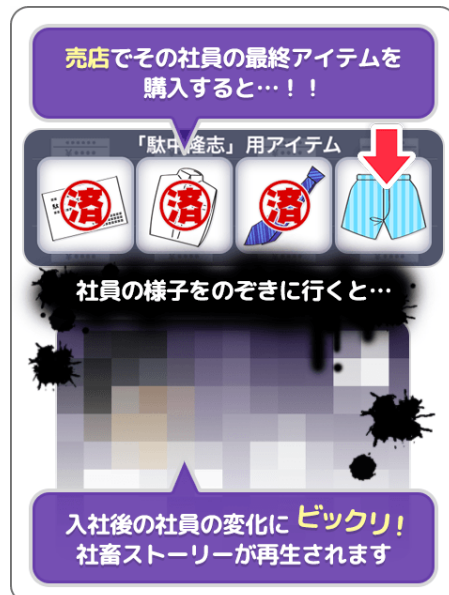 売店でその社員の最終アイテムを
購入すると…！！
「駄中隆志」用アイテム
済 済 済
社員の様子をのぞきに行くと…
入社後の社員の変化にビックリ！
社畜ストーリーが再生されます